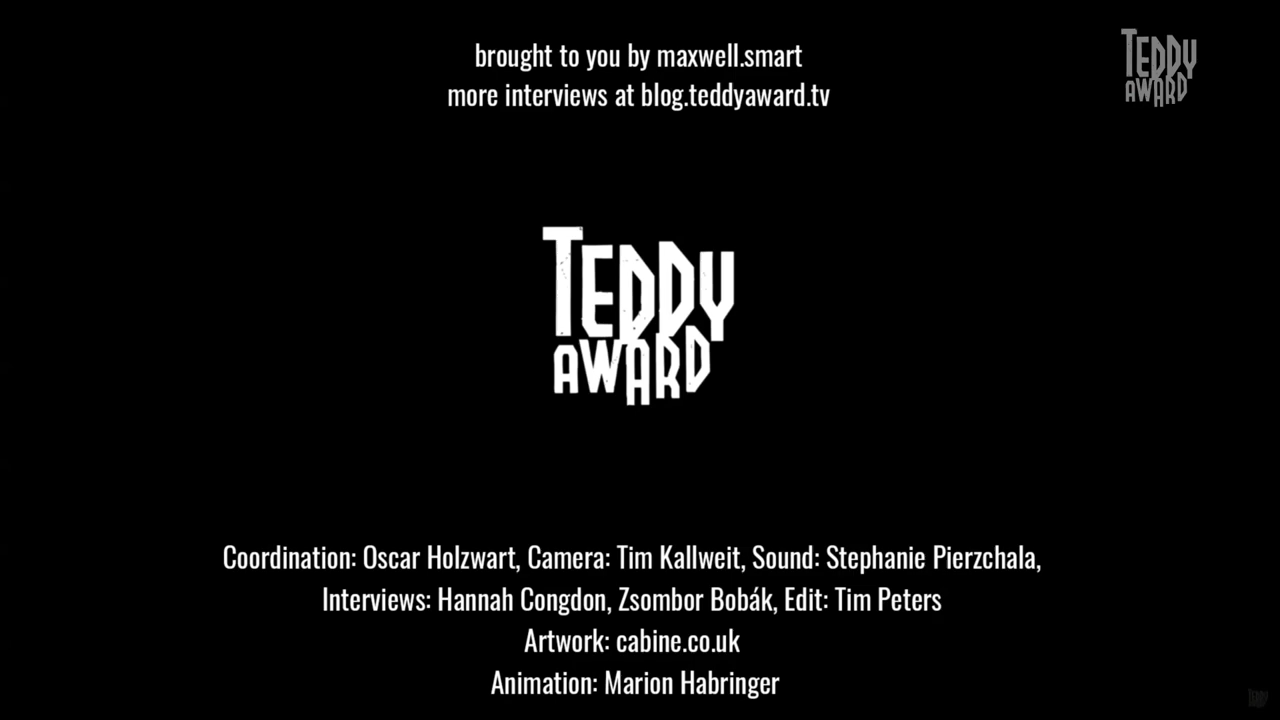 brought to you by maxwell.smart
more interviews at blog.teddyaward.tv
TEDDY
AWARD
TEDDY
AWARD
Coordination: Oscar Holzwart, Camera: Tim Kallweit, Sound: Stephanie Pierzchala,
Interviews: Hannah Congdon, Zsombor Bobák, Edit: Tim Peters
Artwork: cabine.co.uk
Animation: Marion Habringer